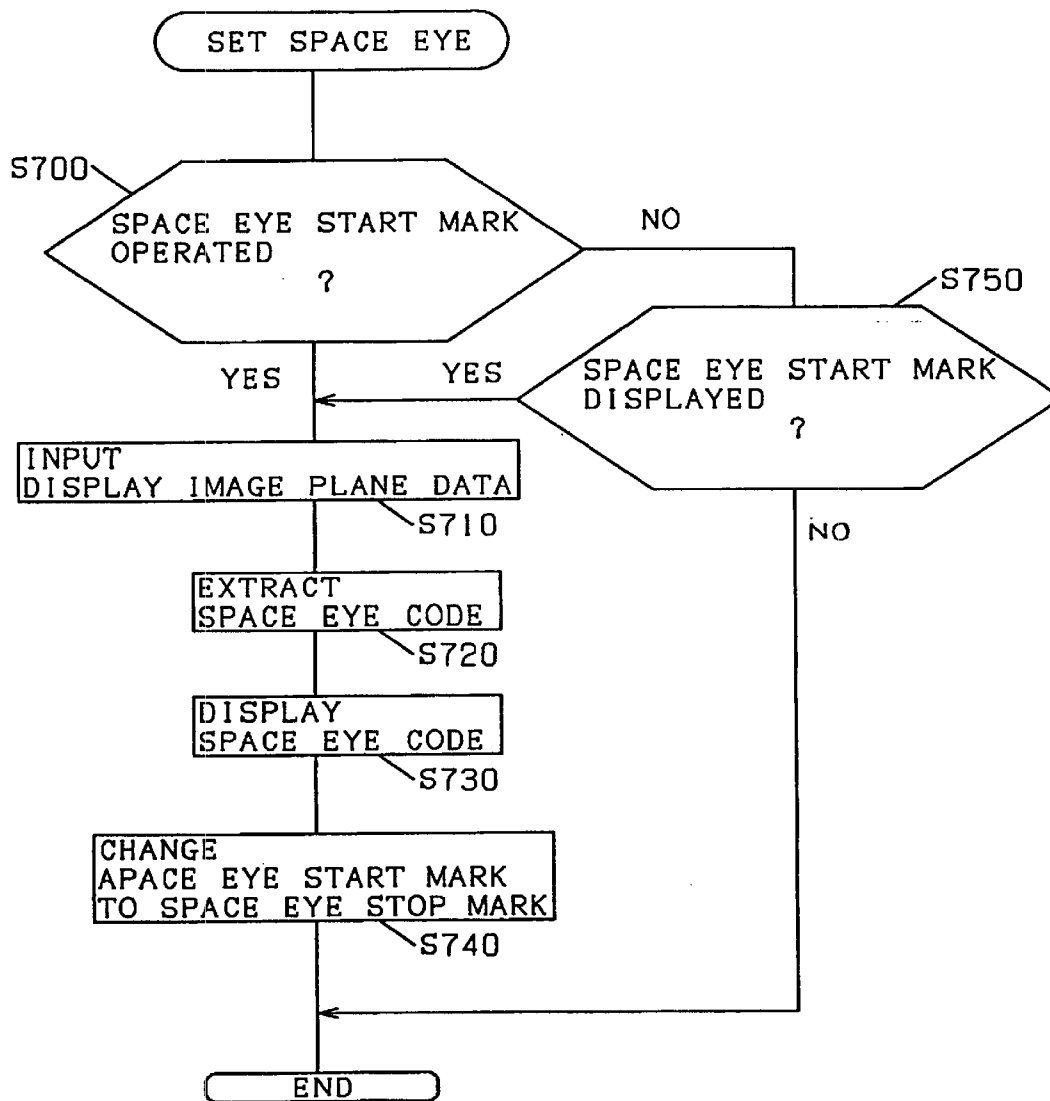 SET SPACE EYE
S700
SPACE EYE START MARK
OPERATED
?
NO
S750
YES
YES
SPACE EYE START MARK
DISPLAYED
?
INPUT
DISPLAY IMAGE PLANE DATA
S710
NO
EXTRACT
SPACE EYE CODE
S720
DISPLAY
SPACE EYE CODE
S730
CHANGE
APACE EYE START MARK
TO SPACE EYE STOP MARK
S740
END